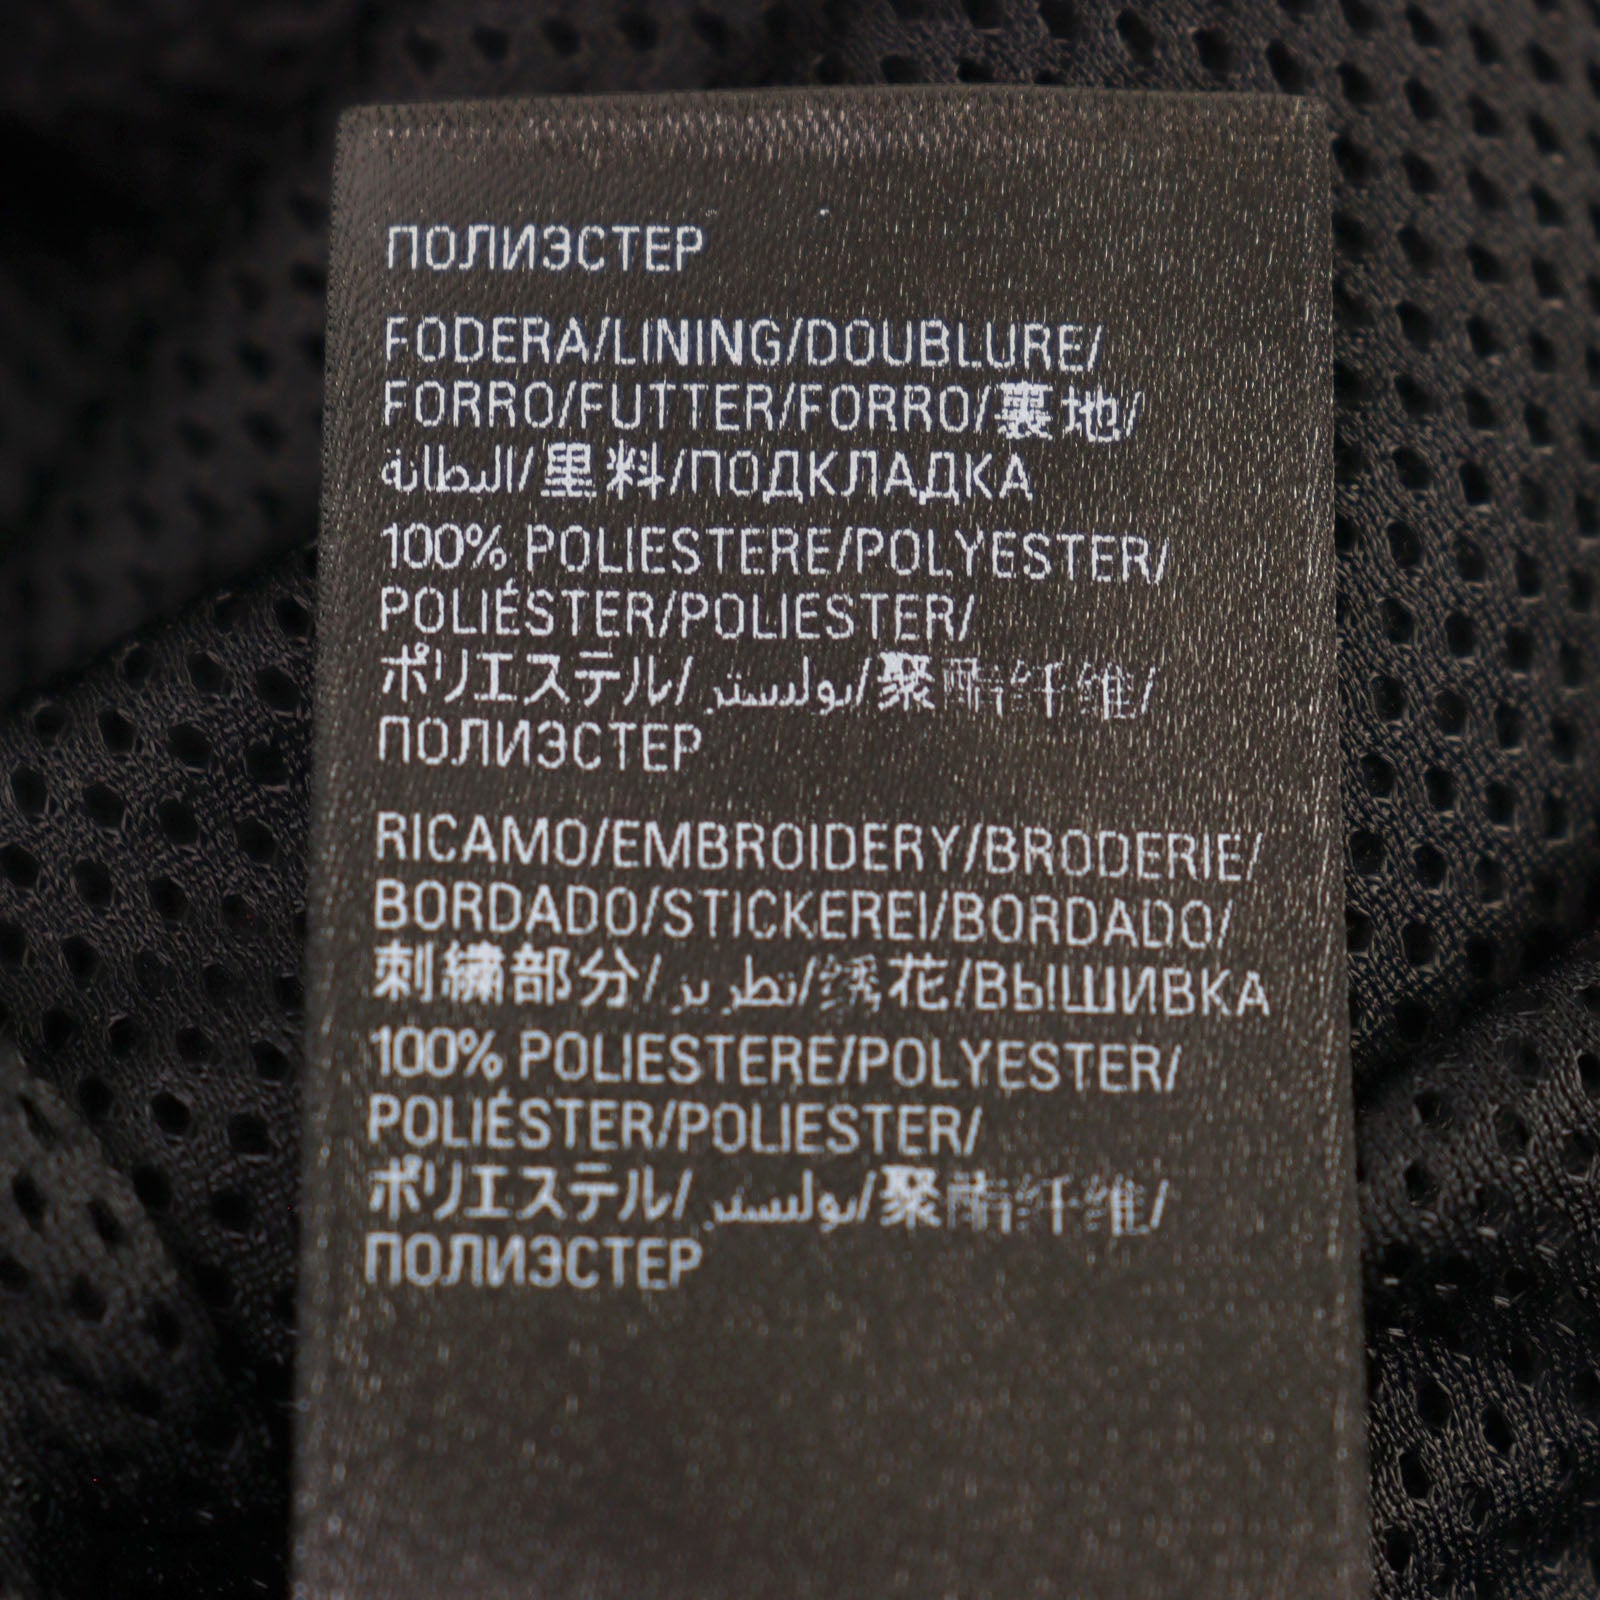 ПОЛИЭСТЕР
FODERA/LINING/DOUBLURE/
FORRO/FUTTER/FORRO/裏地/
البطانة/里料/ПОДКЛАДКА
100% POLIESTERE/POLYESTER/
POLIÉSTER/POLIESTER/
ポリエステル/بوليستر/聚酯纤维/
ПОЛИЭСТЕР
RICAMO/EMBROIDERY/BRODERIE/
BORDADO/STICKEREI/BORDADO/
刺繍部分/تطريز/绣花/ВЫШИВКА
100% POLIESTERE/POLYESTER/
POLIÉSTER/POLIESTER/
ポリエステル/بوليستر/聚酯纤维/
ПОЛИЭСТЕР